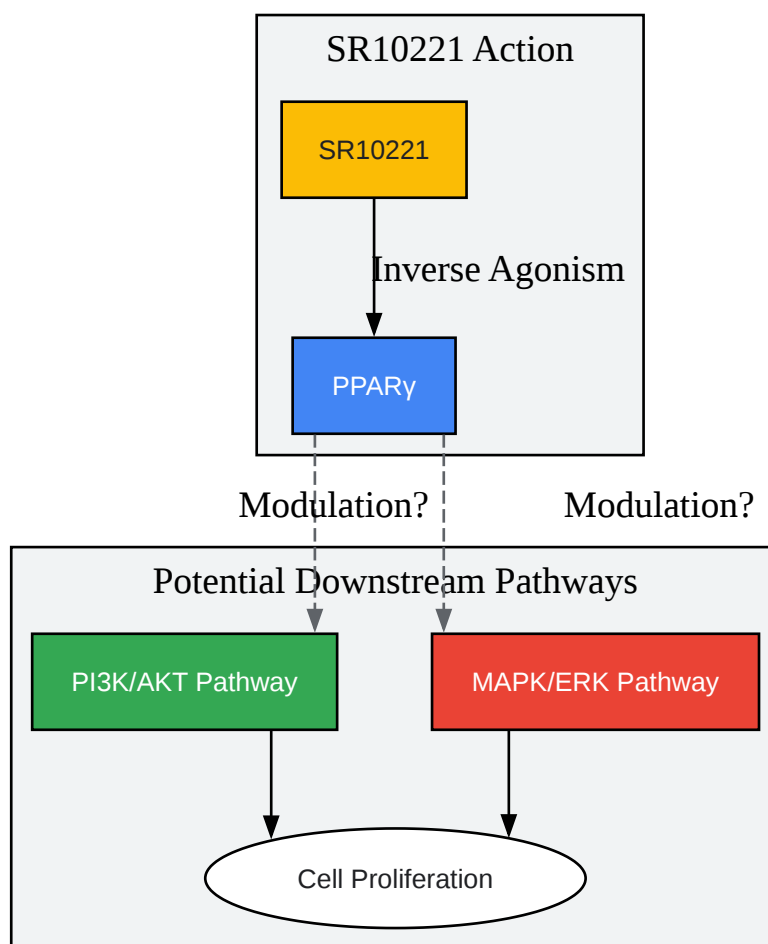 SR10221 Action
SR10221
Inverse Agonism
PPARγ
Modulation?
Modulation?
Potential Downstream Pathways
PI3K/AKT Pathway
MAPK/ERK Pathway
Cell Proliferation